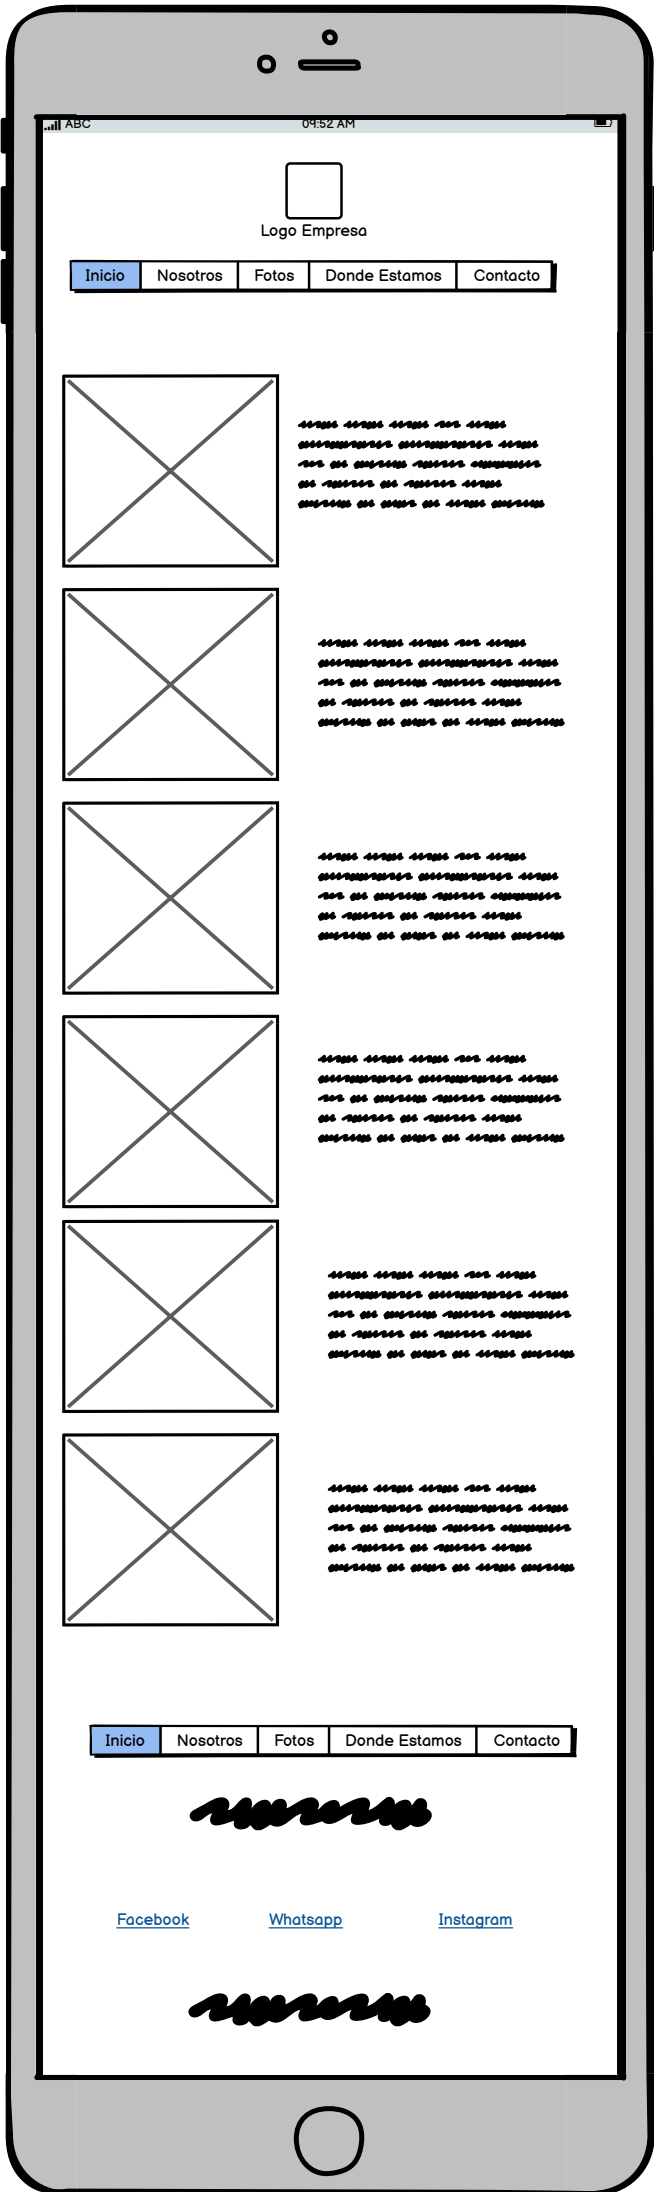 ABC 09:52 AM
Logo Empresa
Inicio Nosotros Fotos Donde Estamos Contacto
Inicio Nosotros Fotos Donde Estamos Contacto
Facebook Whatsapp Instagram